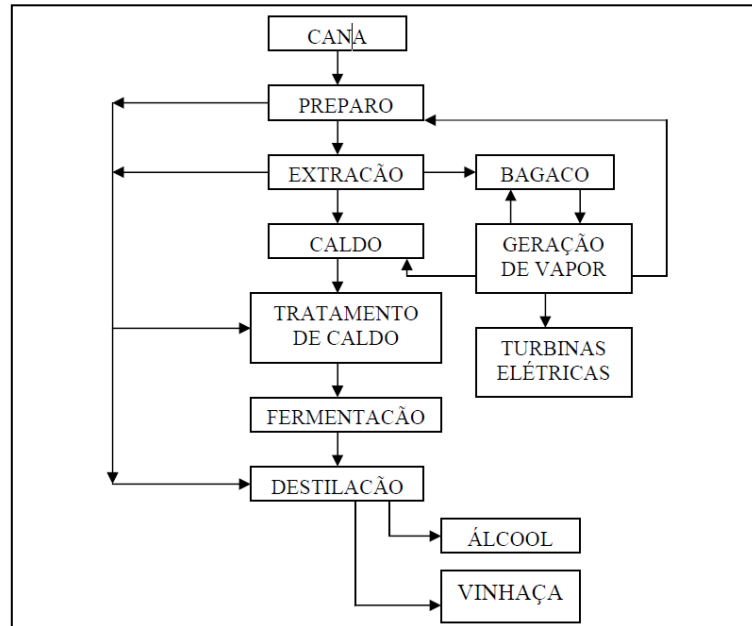 CANA
PREPARO
EXTRACÃO
BAGACO
CALDO
GERAÇÃO
DE VAPOR
TRATAMENTO
DE CALDO
TURBINAS
ELÉTRICAS
FERMENTACÃO
DESTILACÃO
ÁLCOOL
VINHAÇA